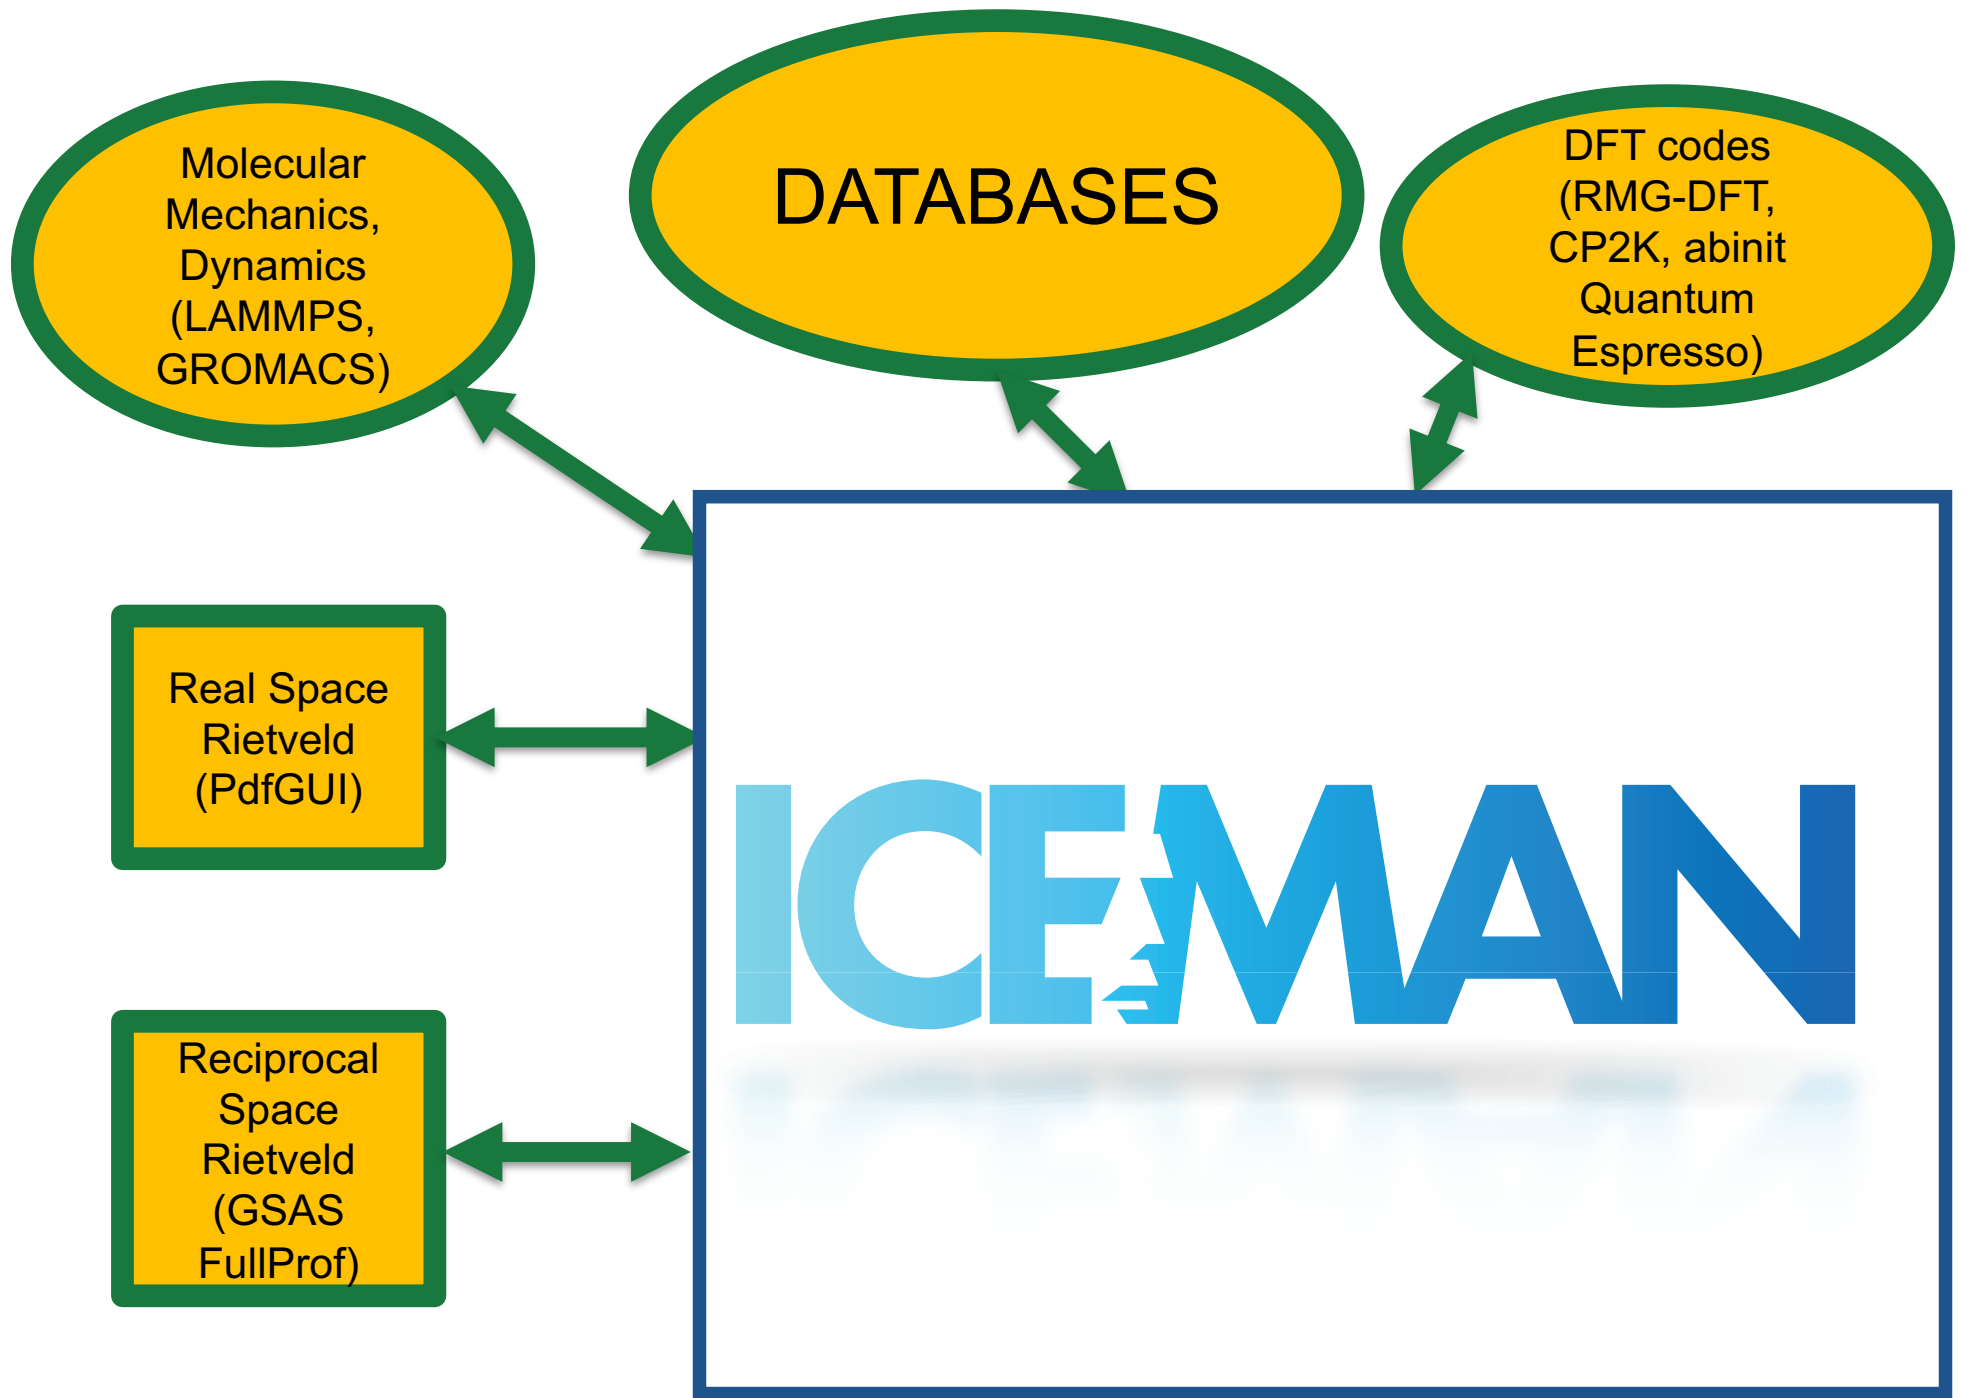 Molecular
Mechanics,
Dynamics
(LAMMPS,
GROMACS)
DATABASES
DFT codes
(RMG-DFT,
CP2K, abinit
Quantum
Espresso)
Real Space
Rietveld
(PdfGUI)
Reciprocal
Space
Rietveld
(GSAS
FullProf)
ICEMAN